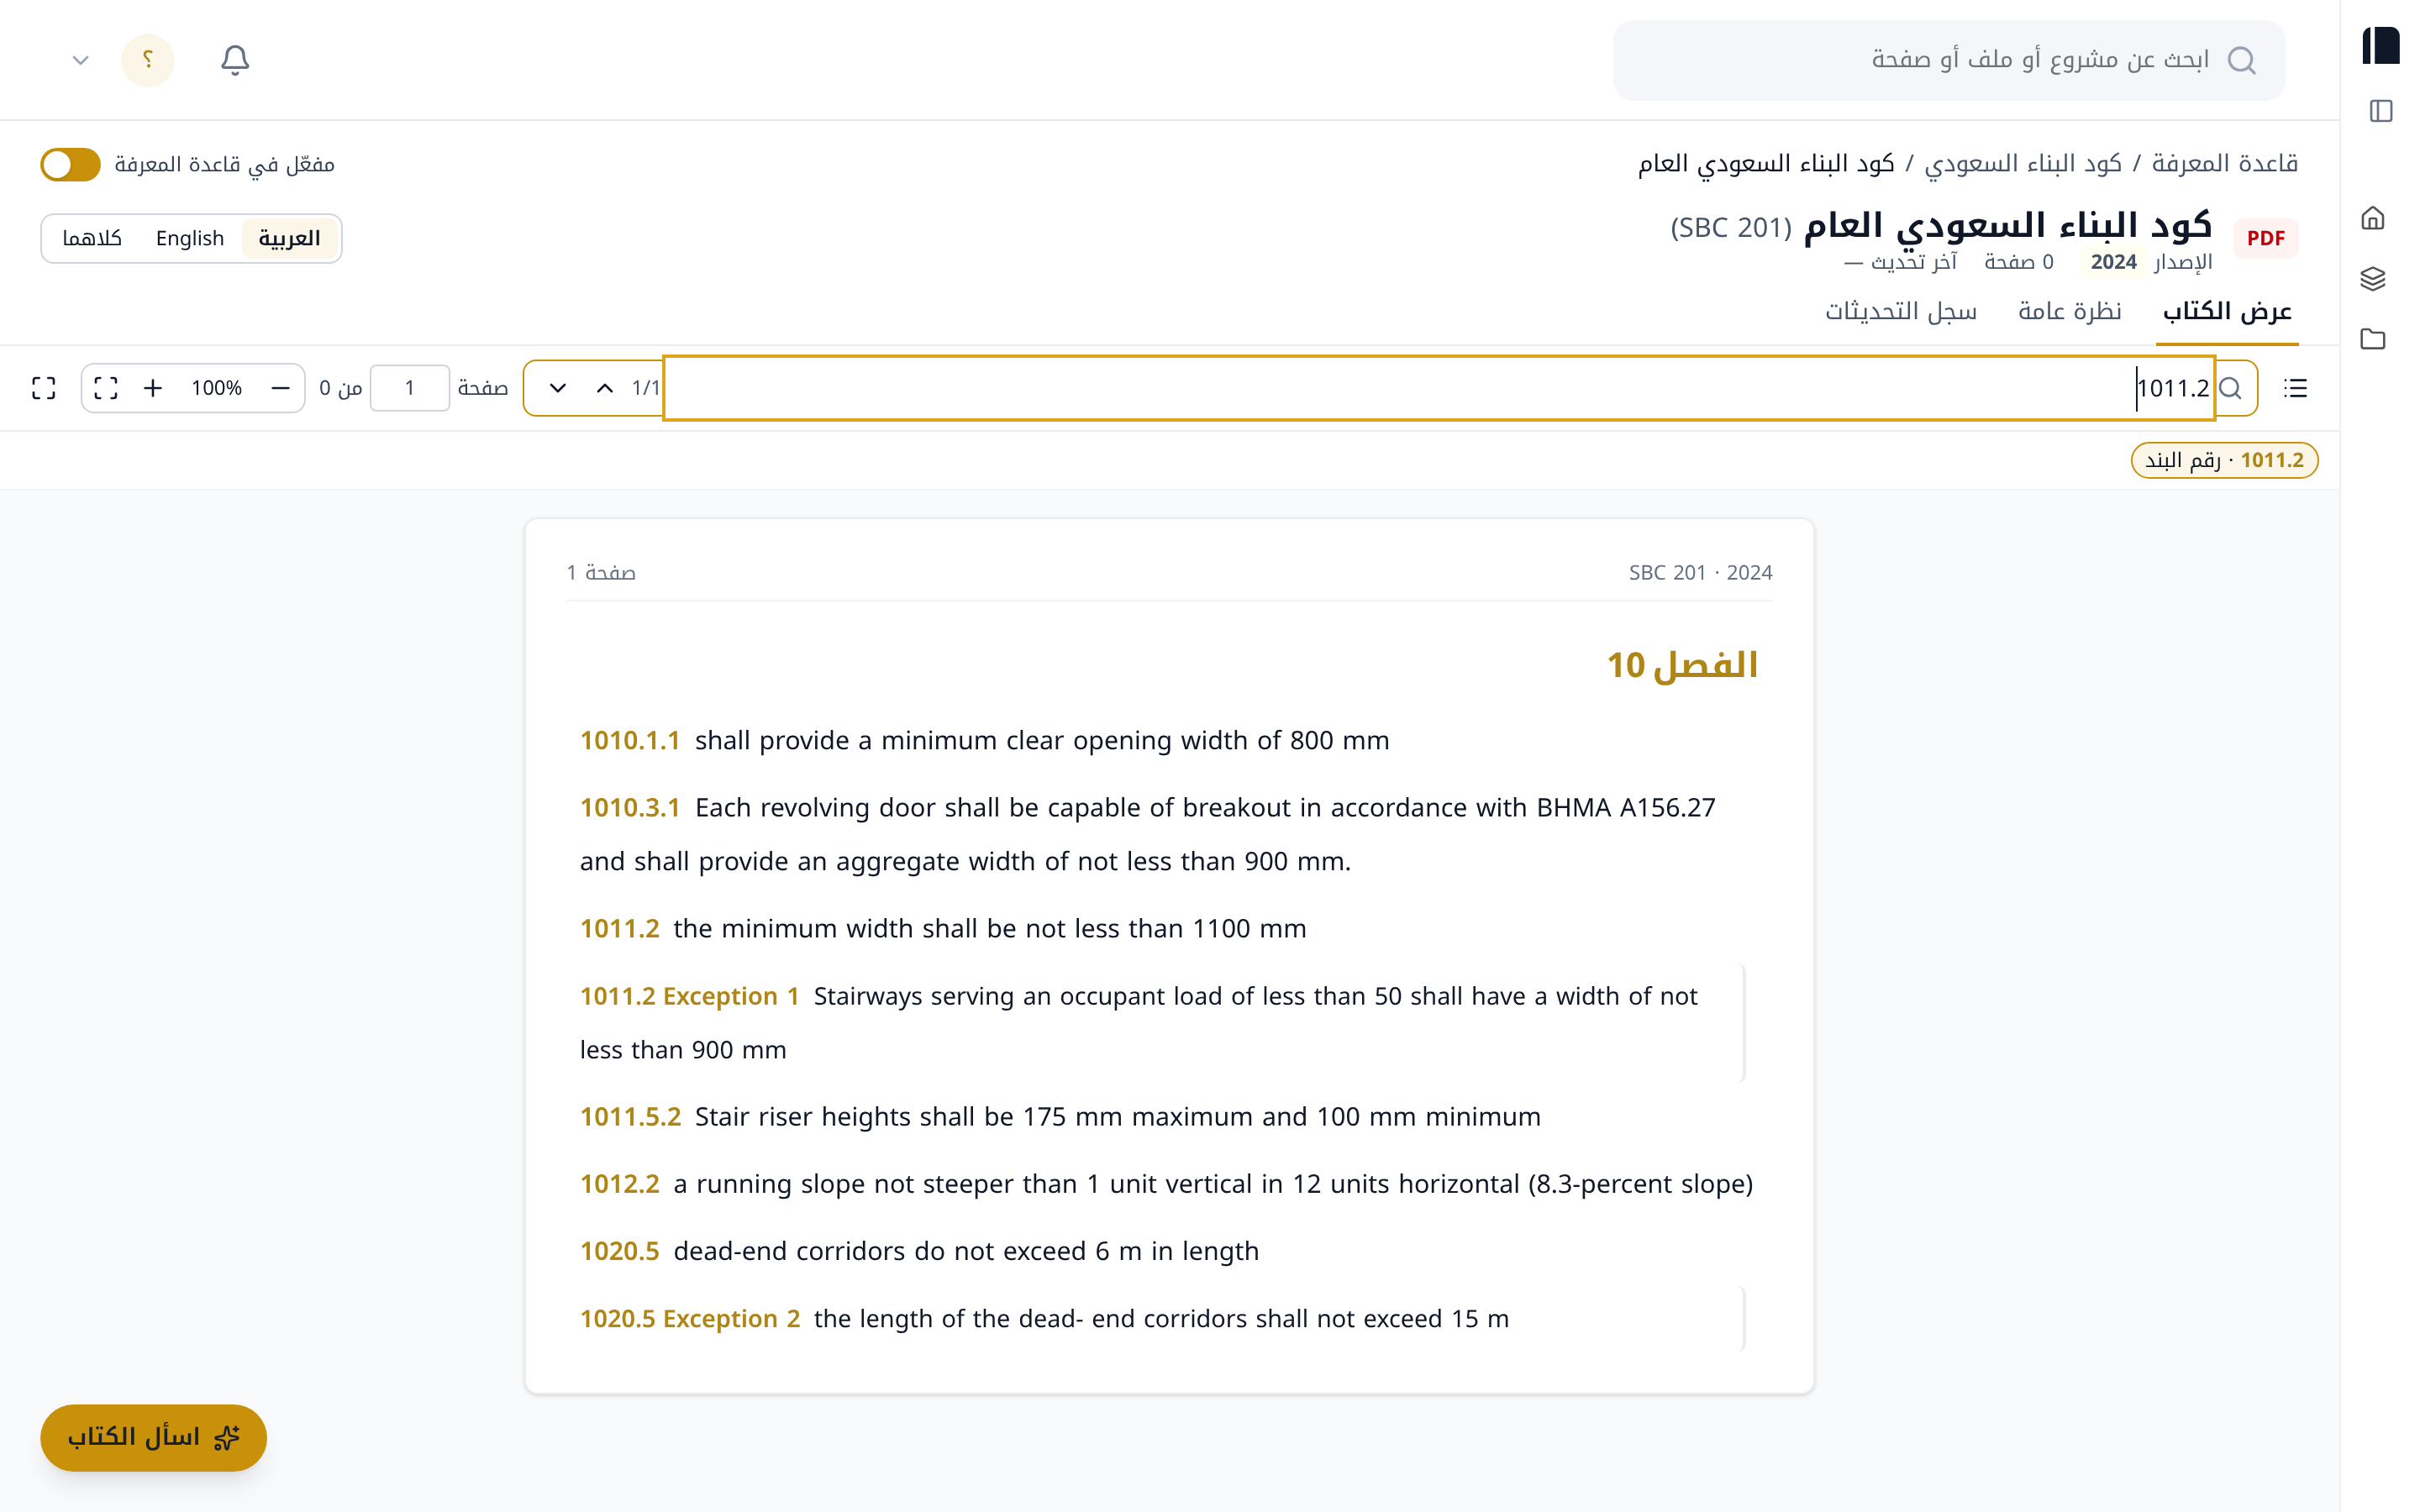 ابحث عن مشروع أو ملف أو صفحة
؟
قاعدة المعرفة / كود البناء السعودي / كود البناء السعودي العام
مفعّل في قاعدة المعرفة
PDF
كود البناء السعودي العام (SBC 201)
الإصدار 2024 0 صفحة آخر تحديث —
العربية English كلاهما
عرض الكتاب نظرة عامة سجل التحديثات
1011.2
1/1
صفحة 1 من 0
100%
1011.2 · رقم البند
SBC 201 · 2024
صفحة 1
الفصل 10
1010.1.1 shall provide a minimum clear opening width of 800 mm
1010.3.1 Each revolving door shall be capable of breakout in accordance with BHMA A156.27
and shall provide an aggregate width of not less than 900 mm.
1011.2 the minimum width shall be not less than 1100 mm
1011.2 Exception 1 Stairways serving an occupant load of less than 50 shall have a width of not
less than 900 mm
1011.5.2 Stair riser heights shall be 175 mm maximum and 100 mm minimum
1012.2 a running slope not steeper than 1 unit vertical in 12 units horizontal (8.3-percent slope)
1020.5 dead-end corridors do not exceed 6 m in length
1020.5 Exception 2 the length of the dead- end corridors shall not exceed 15 m
اسأل الكتاب